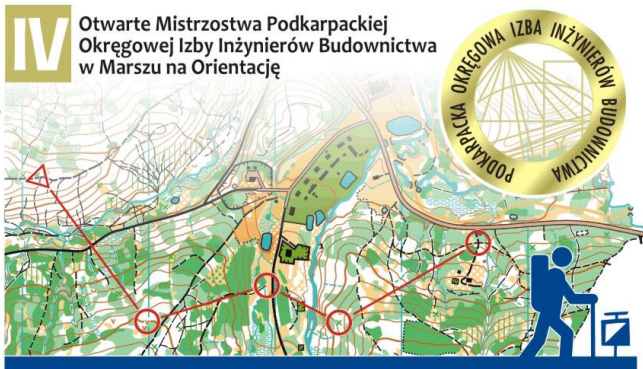 IV
Otwarte Mistrzostwa Podkarpackiej
Okręgowej Izby Inżynierów Budownictwa
w Marszu na Orientację
PODKARPACKA OKRĘGOWA IZBA INŻYNIERÓW BUDOWNICTWA